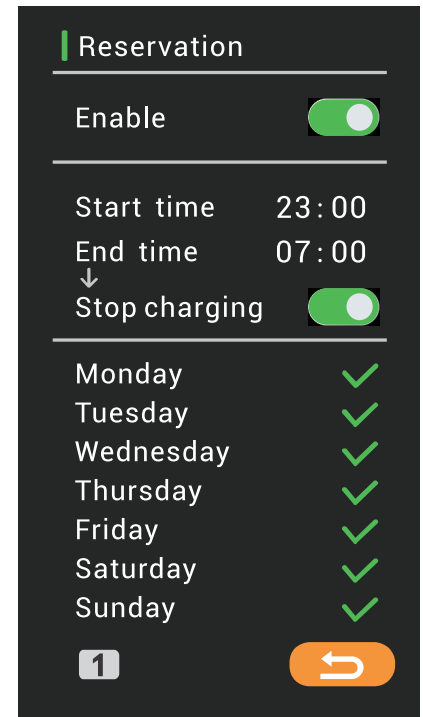 Reservation
Enable
Start time 23:00
End time 07:00
Stop charging
Monday
Tuesday
Wednesday
Thursday
Friday
Saturday
Sunday
1